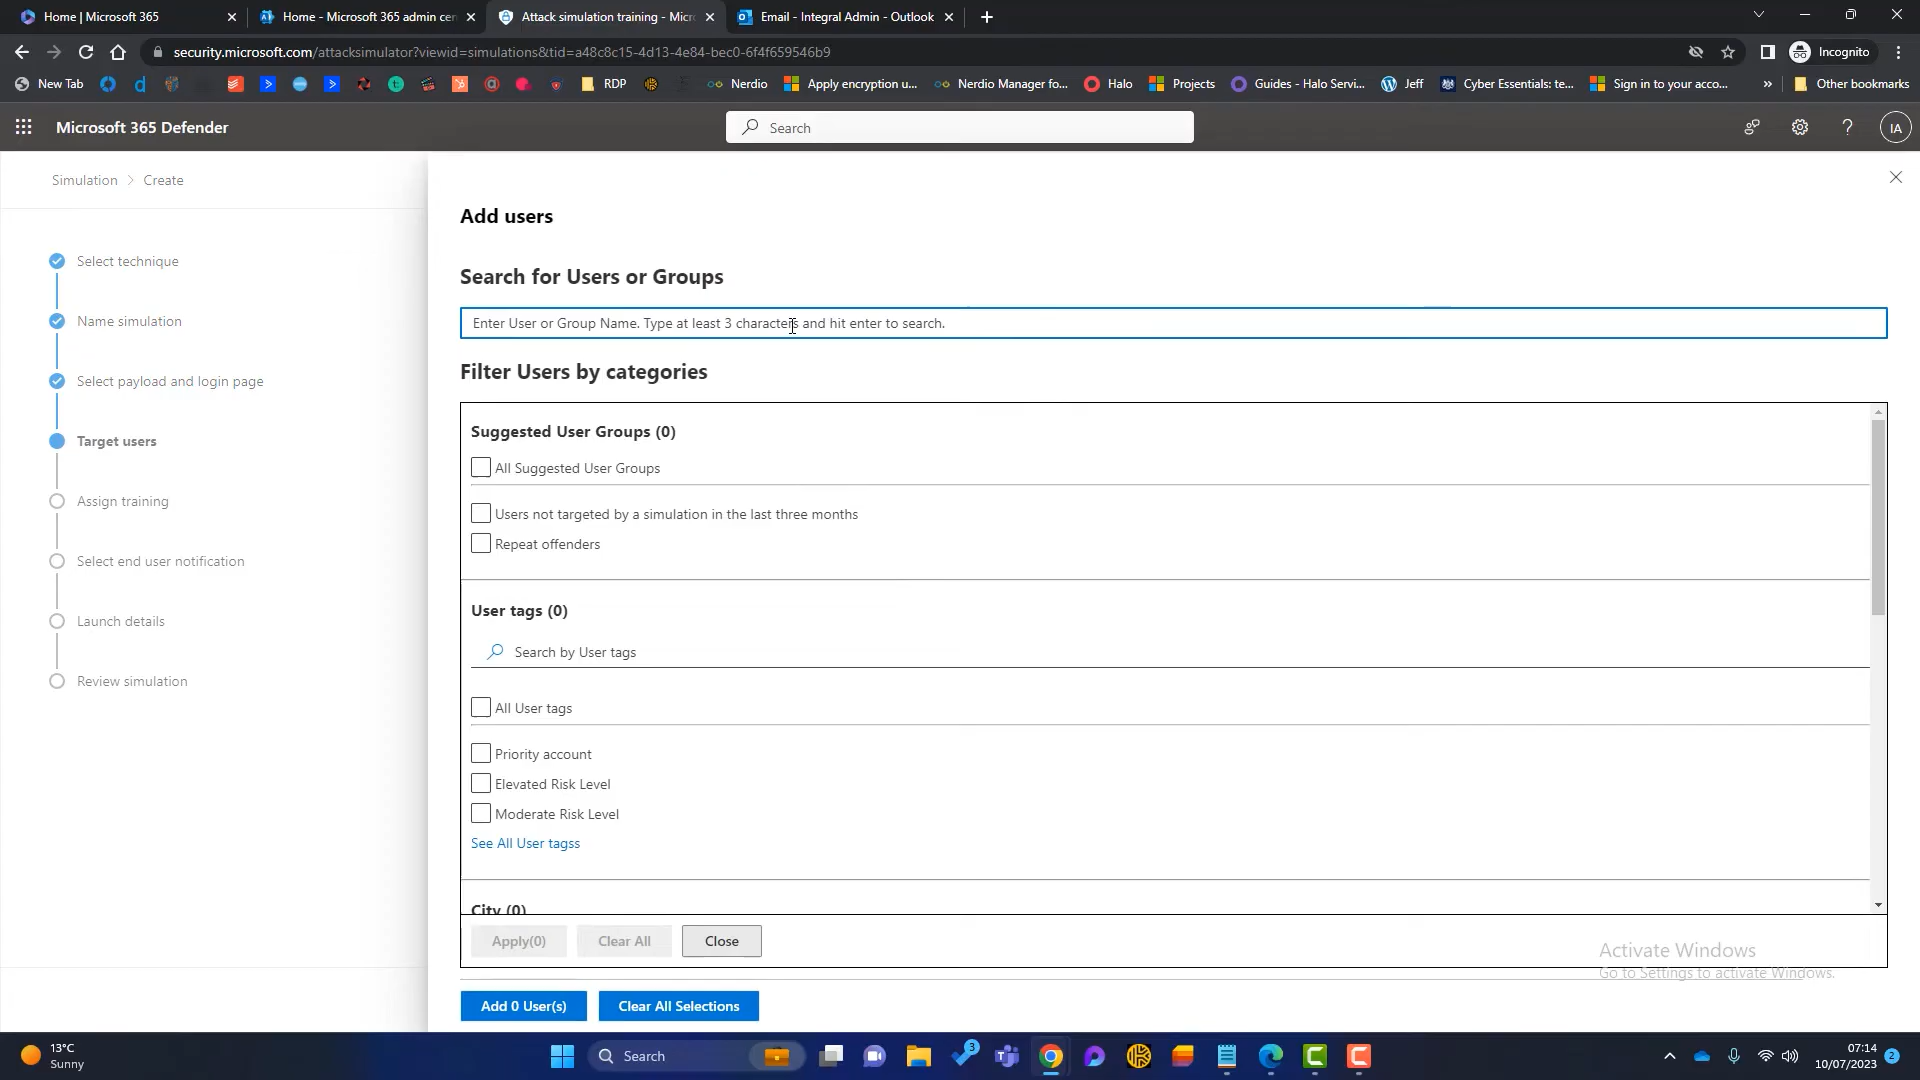 Home | Microsoft 365
Home - Microsoft 365 admin cen
Attack simulation training - Micro
Email - Integral Admin - Outlook
security.microsoft.com/attacksimulator?viewid=simulations&tid=a48c8c15-4d13-4e84-bec0-6f4f659546b9
Incognito
New Tab
RDP
Nerdio
Apply encryption u...
Nerdio Manager fo...
Halo
Projects
Guides - Halo Servi...
Jeff
Cyber Essentials: te...
Sign in to your acco...
»
Other bookmarks
Microsoft 365 Defender
Search
IA
Simulation > Create
Add users
Search for Users or Groups
Enter User or Group Name. Type at least 3 characters and hit enter to search.
Select technique
Name simulation
Select payload and login page
Target users
Assign training
Select end user notification
Launch details
Review simulation
Filter Users by categories
Suggested User Groups (0)
All Suggested User Groups
Users not targeted by a simulation in the last three months
Repeat offenders
User tags (0)
Search by User tags
All User tags
Priority account
Elevated Risk Level
Moderate Risk Level
See All User tagss
City (0)
Apply(0)
Clear All
Close
Activate Windows
Go to Settings to activate Windows.
Add 0 User(s)
Clear All Selections
13°C
Sunny
Search
3
07:14
10/07/2023
2